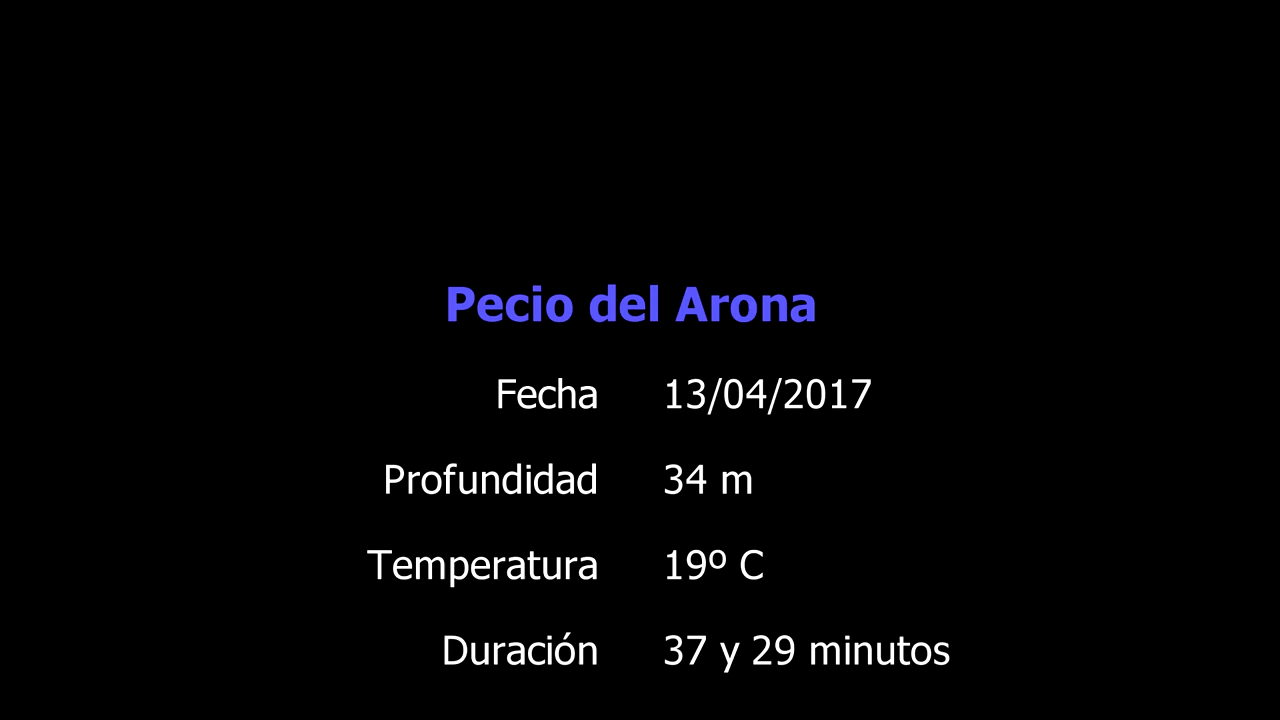 Pecio del Arona
Fecha 13/04/2017
Profundidad 34 m
Temperatura 19º C
Duración 37 y 29 minutos